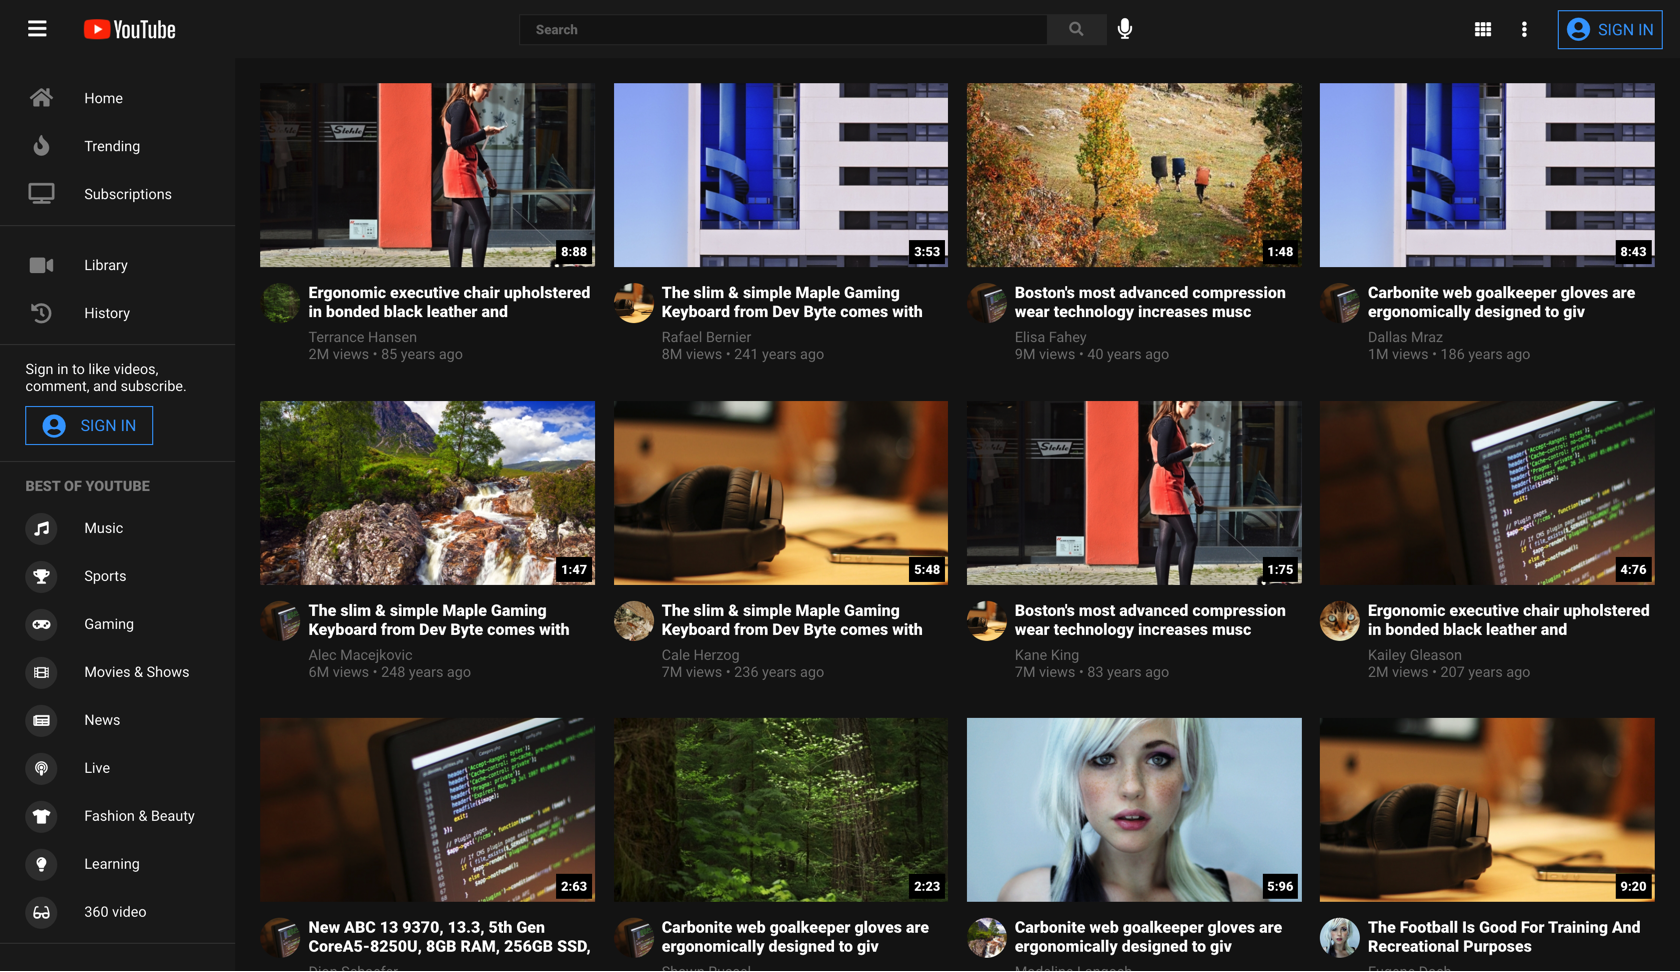 YouTube
Search
SIGN IN
Home
Trending
Subscriptions
Library
History
Sign in to like videos,
comment, and subscribe.
SIGN IN
BEST OF YOUTUBE
Music
Sports
Gaming
Movies & Shows
News
Live
Fashion & Beauty
Learning
360 video
8:88
Ergonomic executive chair upholstered
in bonded black leather and
Terrance Hansen
2M views • 85 years ago
3:53
The slim & simple Maple Gaming
Keyboard from Dev Byte comes with
Rafael Bernier
8M views • 241 years ago
1:48
Boston's most advanced compression
wear technology increases musc
Elisa Fahey
9M views • 40 years ago
8:43
Carbonite web goalkeeper gloves are
ergonomically designed to giv
Dallas Mraz
1M views • 186 years ago
1:47
The slim & simple Maple Gaming
Keyboard from Dev Byte comes with
Alec Macejkovic
6M views • 248 years ago
5:48
The slim & simple Maple Gaming
Keyboard from Dev Byte comes with
Cale Herzog
7M views • 236 years ago
1:75
Boston's most advanced compression
wear technology increases musc
Kane King
7M views • 83 years ago
4:76
Ergonomic executive chair upholstered
in bonded black leather and
Kailey Gleason
2M views • 207 years ago
2:63
New ABC 13 9370, 13.3, 5th Gen
CoreA5-8250U, 8GB RAM, 256GB SSD,
2:23
Carbonite web goalkeeper gloves are
ergonomically designed to giv
5:96
Carbonite web goalkeeper gloves are
ergonomically designed to giv
9:20
The Football Is Good For Training And
Recreational Purposes